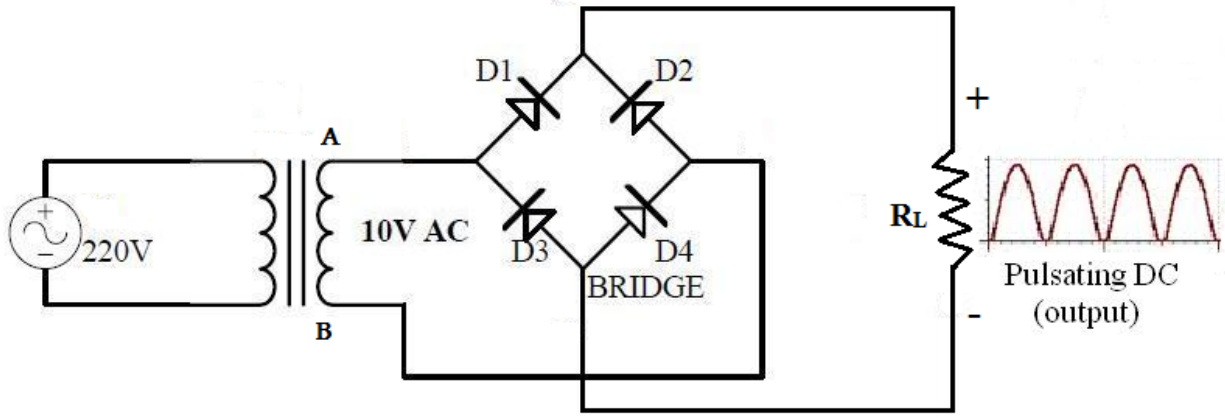 D1
D2
A
+
220V
-
10V AC
RL
D3
D4
BRIDGE
B
+
-
Pulsating DC
(output)